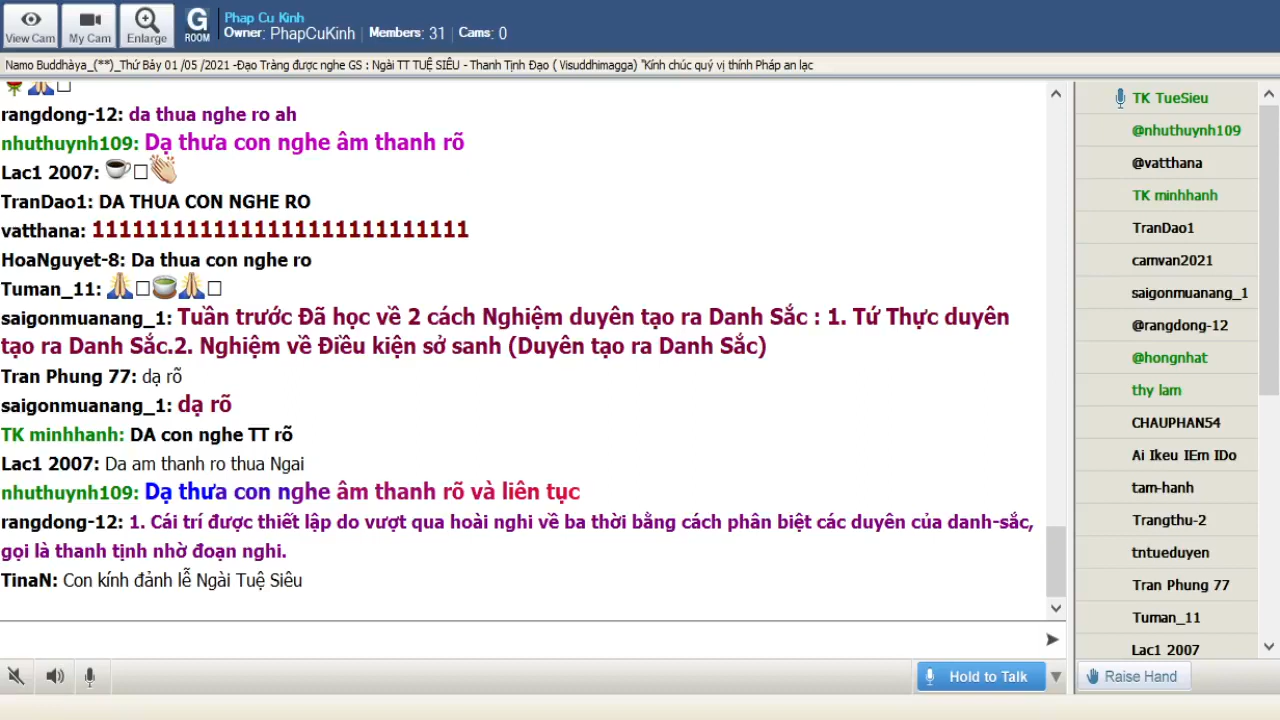 View Cam
My Cam
Enlarge
G
ROOM
Phap Cu Kinh
Owner: PhapCuKinh | Members: 31 | Cams: 0
Namo Buddhàya_(**)_Thứ Bảy 01 /05 /2021 -Đạo Tràng được nghe GS : Ngài TT TUỆ SIÊU - Thanh Tịnh Đạo ( Visuddhimagga) "Kính chúc quý vị thính Pháp an lạc
rangdong-12: da thua nghe ro ah
nhuthuynh109: Dạ thưa con nghe âm thanh rõ
Lac1 2007:
TranDao1: DA THUA CON NGHE RO
vatthana: 1111111111111111111111111111
HoaNguyet-8: Da thua con nghe ro
Tuman_11:
saigonmuanang_1: Tuần trước Đã học về 2 cách Nghiệm duyên tạo ra Danh Sắc : 1. Tứ Thực duyên
tạo ra Danh Sắc.2. Nghiệm về Điều kiện sở sanh (Duyên tạo ra Danh Sắc)
Tran Phung 77: dạ rõ
saigonmuanang_1: dạ rõ
TK minhhanh: DA con nghe TT rõ
Lac1 2007: Da am thanh ro thua Ngai
nhuthuynh109: Dạ thưa con nghe âm thanh rõ và liên tục
rangdong-12: 1. Cái trí được thiết lập do vượt qua hoài nghi về ba thời bằng cách phân biệt các duyên của danh-sắc,
gọi là thanh tịnh nhờ đoạn nghi.
TinaN: Con kính đảnh lễ Ngài Tuệ Siêu
Hold to Talk
TK TueSieu
@nhuthuynh109
@vatthana
TK minhhanh
TranDao1
camvan2021
saigonmuanang_1
@rangdong-12
@hongnhat
thy lam
CHAUPHAN54
Ai Ikeu IEm IDo
tam-hanh
Trangthu-2
tntueduyen
Tran Phung 77
Tuman_11
Lac1 2007
Raise Hand